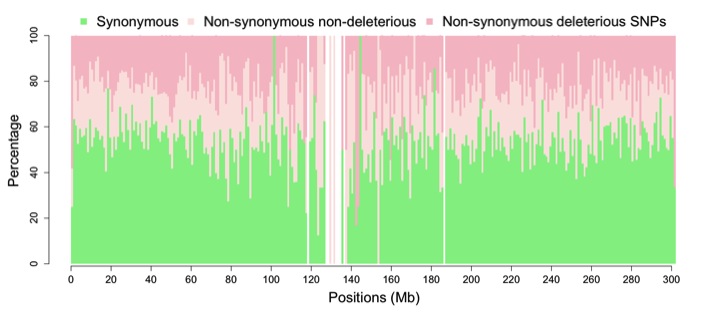 Synonymous Non-synonymous non-deleterious Non-synonymous deleterious SNPs
100
80
60
40
20
0
Percentage
0 20 40 60 80 100 120 140 160 180 200 220 240 260 280 300
Positions (Mb)